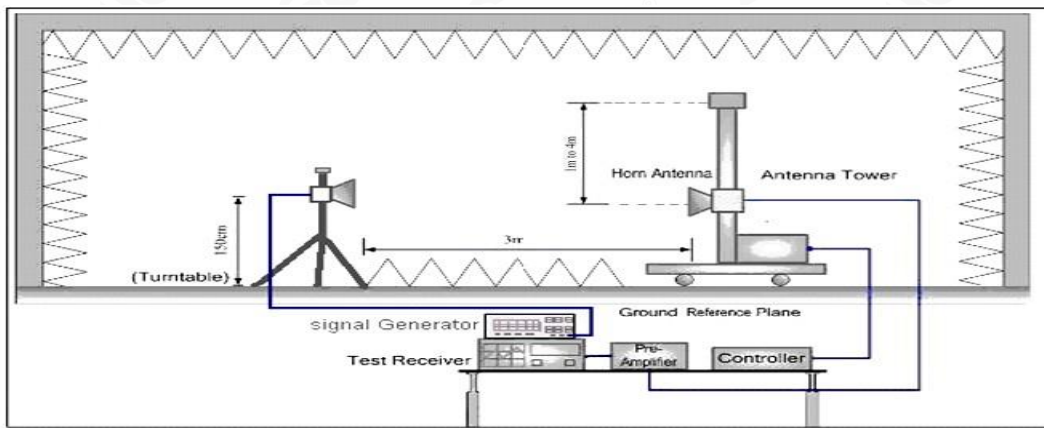 1m to 4m
Horn Antenna
Antenna Tower
150cm
3m
(Turntable)
Ground Reference Plane
signal Generator
Test Receiver
Pre-
Amplifier
Controller